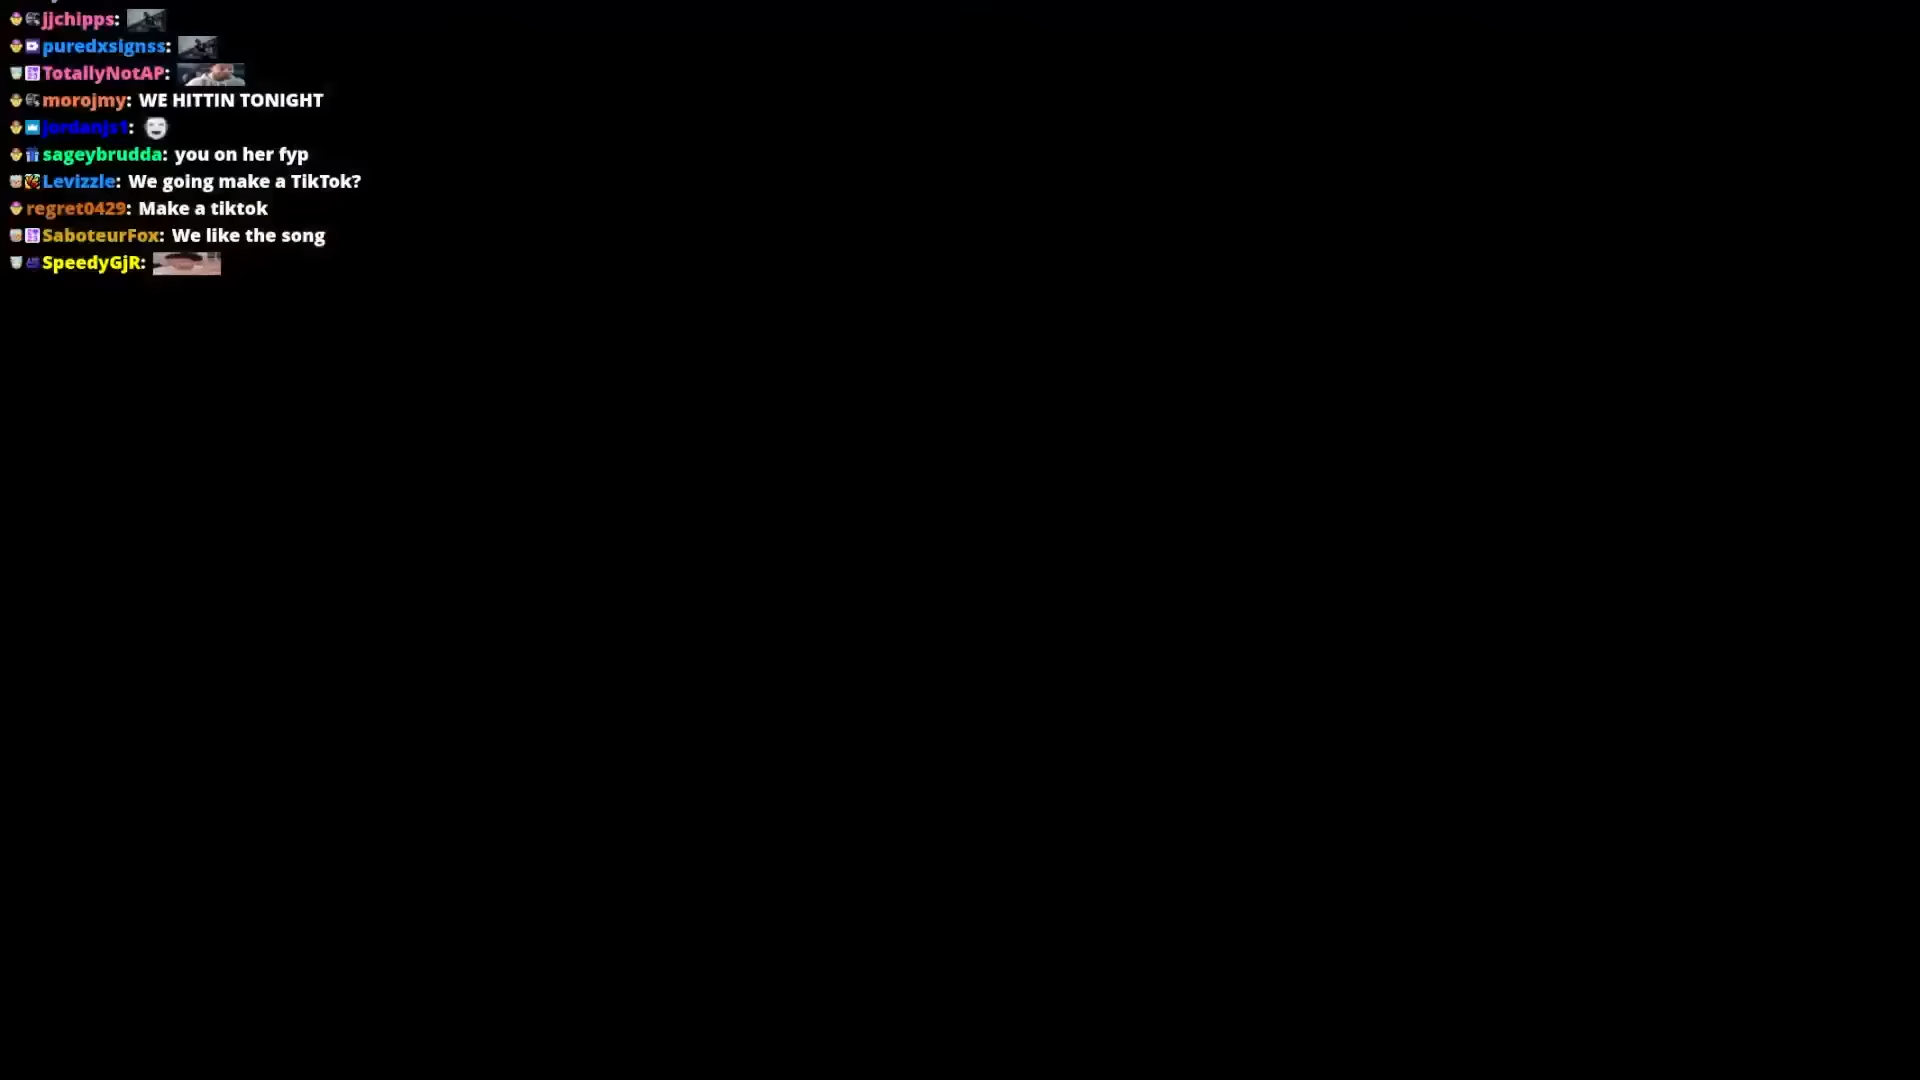 jjchipps:
puredxsignss:
TotallyNotAP:
morojmy: WE HITTIN TONIGHT
jordanjs1:
sageybrudda: you on her fyp
Levizzle: We going make a TikTok?
regret0429: Make a tiktok
SaboteurFox: We like the song
SpeedyGjR: